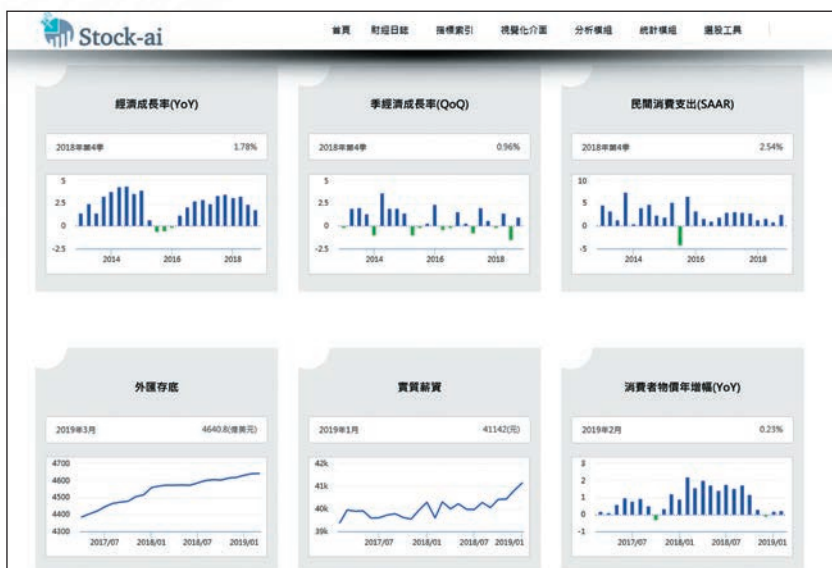 Stock-ai 首頁 財經日誌 指標索引 視覺化介面 分析模組 統計模組 選股工具
經濟成長率(YoY)
2018年第4季 1.78%
5
2.5
0
-2.5
2014 2016 2018
季經濟成長率(QoQ)
2018年第4季 0.96%
5
2.5
0
-2.5
2014 2016 2018
民間消費支出(SAAR)
2018年第4季 2.54%
10
5
0
-5
2014 2016 2018
外匯存底
2019年3月 4640.8(億美元)
4700
4600
4500
4400
4300
2017/07 2018/01 2018/07 2019/01
實質薪資
2019年1月 41142(元)
42k
41k
40k
39k
2017/07 2018/01 2018/07 2019/01
消費者物價年增幅(YoY)
2019年2月 0.23%
3
2
1
0
-1
2017/07 2018/01 2018/07 2019/01